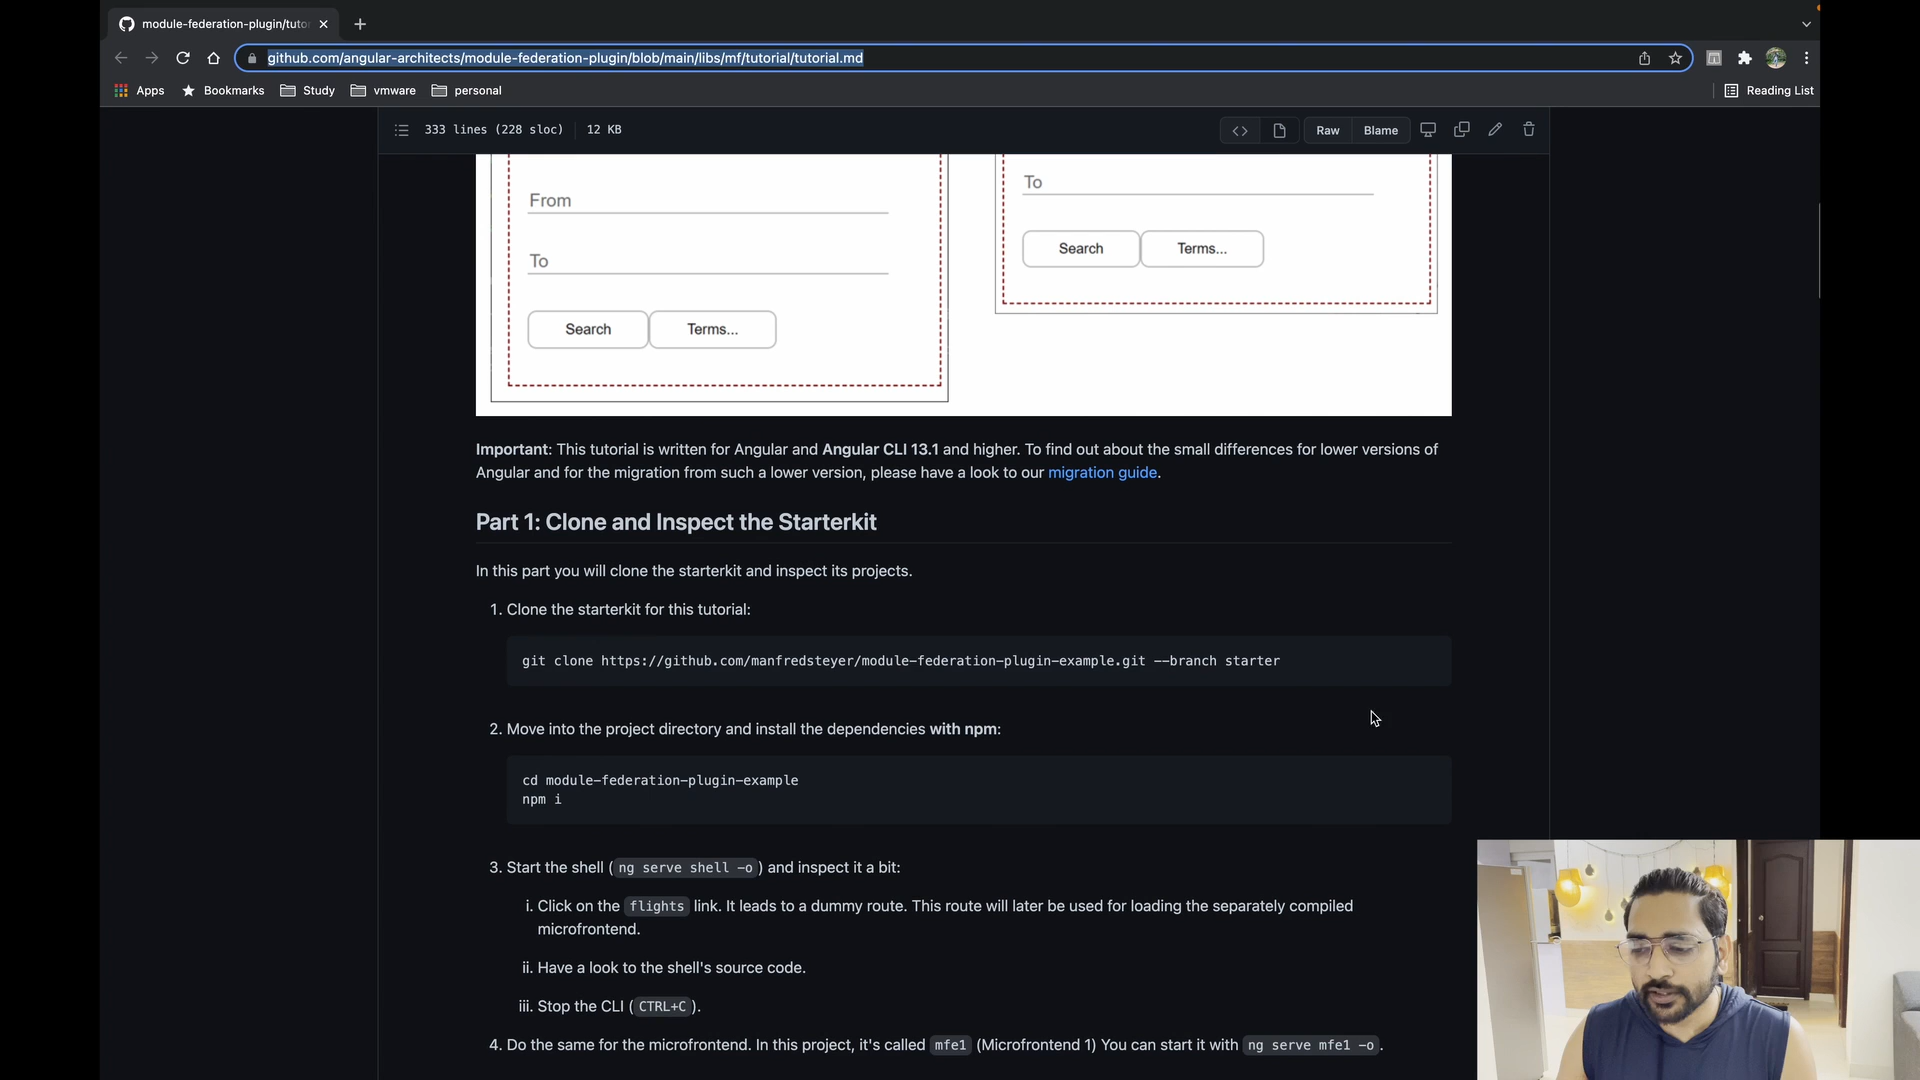 module-federation-plugin/tutor
github.com/angular-architects/module-federation-plugin/blob/main/libs/mf/tutorial/tutorial.md
Apps Bookmarks Study vmware personal Reading List
333 lines (228 sloc) 12 KB Raw Blame
From
To
Search Terms...
To
Search Terms...
Important: This tutorial is written for Angular and Angular CLI 13.1 and higher. To find out about the small differences for lower versions of
Angular and for the migration from such a lower version, please have a look to our migration guide.
Part 1: Clone and Inspect the Starterkit
In this part you will clone the starterkit and inspect its projects.
1. Clone the starterkit for this tutorial:
git clone https://github.com/manfredsteyer/module-federation-plugin-example.git --branch starter
2. Move into the project directory and install the dependencies with npm:
cd module-federation-plugin-example
npm i
3. Start the shell ( ng serve shell -o ) and inspect it a bit:
i. Click on the flights link. It leads to a dummy route. This route will later be used for loading the separately compiled
microfrontend.
ii. Have a look to the shell's source code.
iii. Stop the CLI ( CTRL+C ).
4. Do the same for the microfrontend. In this project, it's called mfe1 (Microfrontend 1) You can start it with ng serve mfe1 -o .